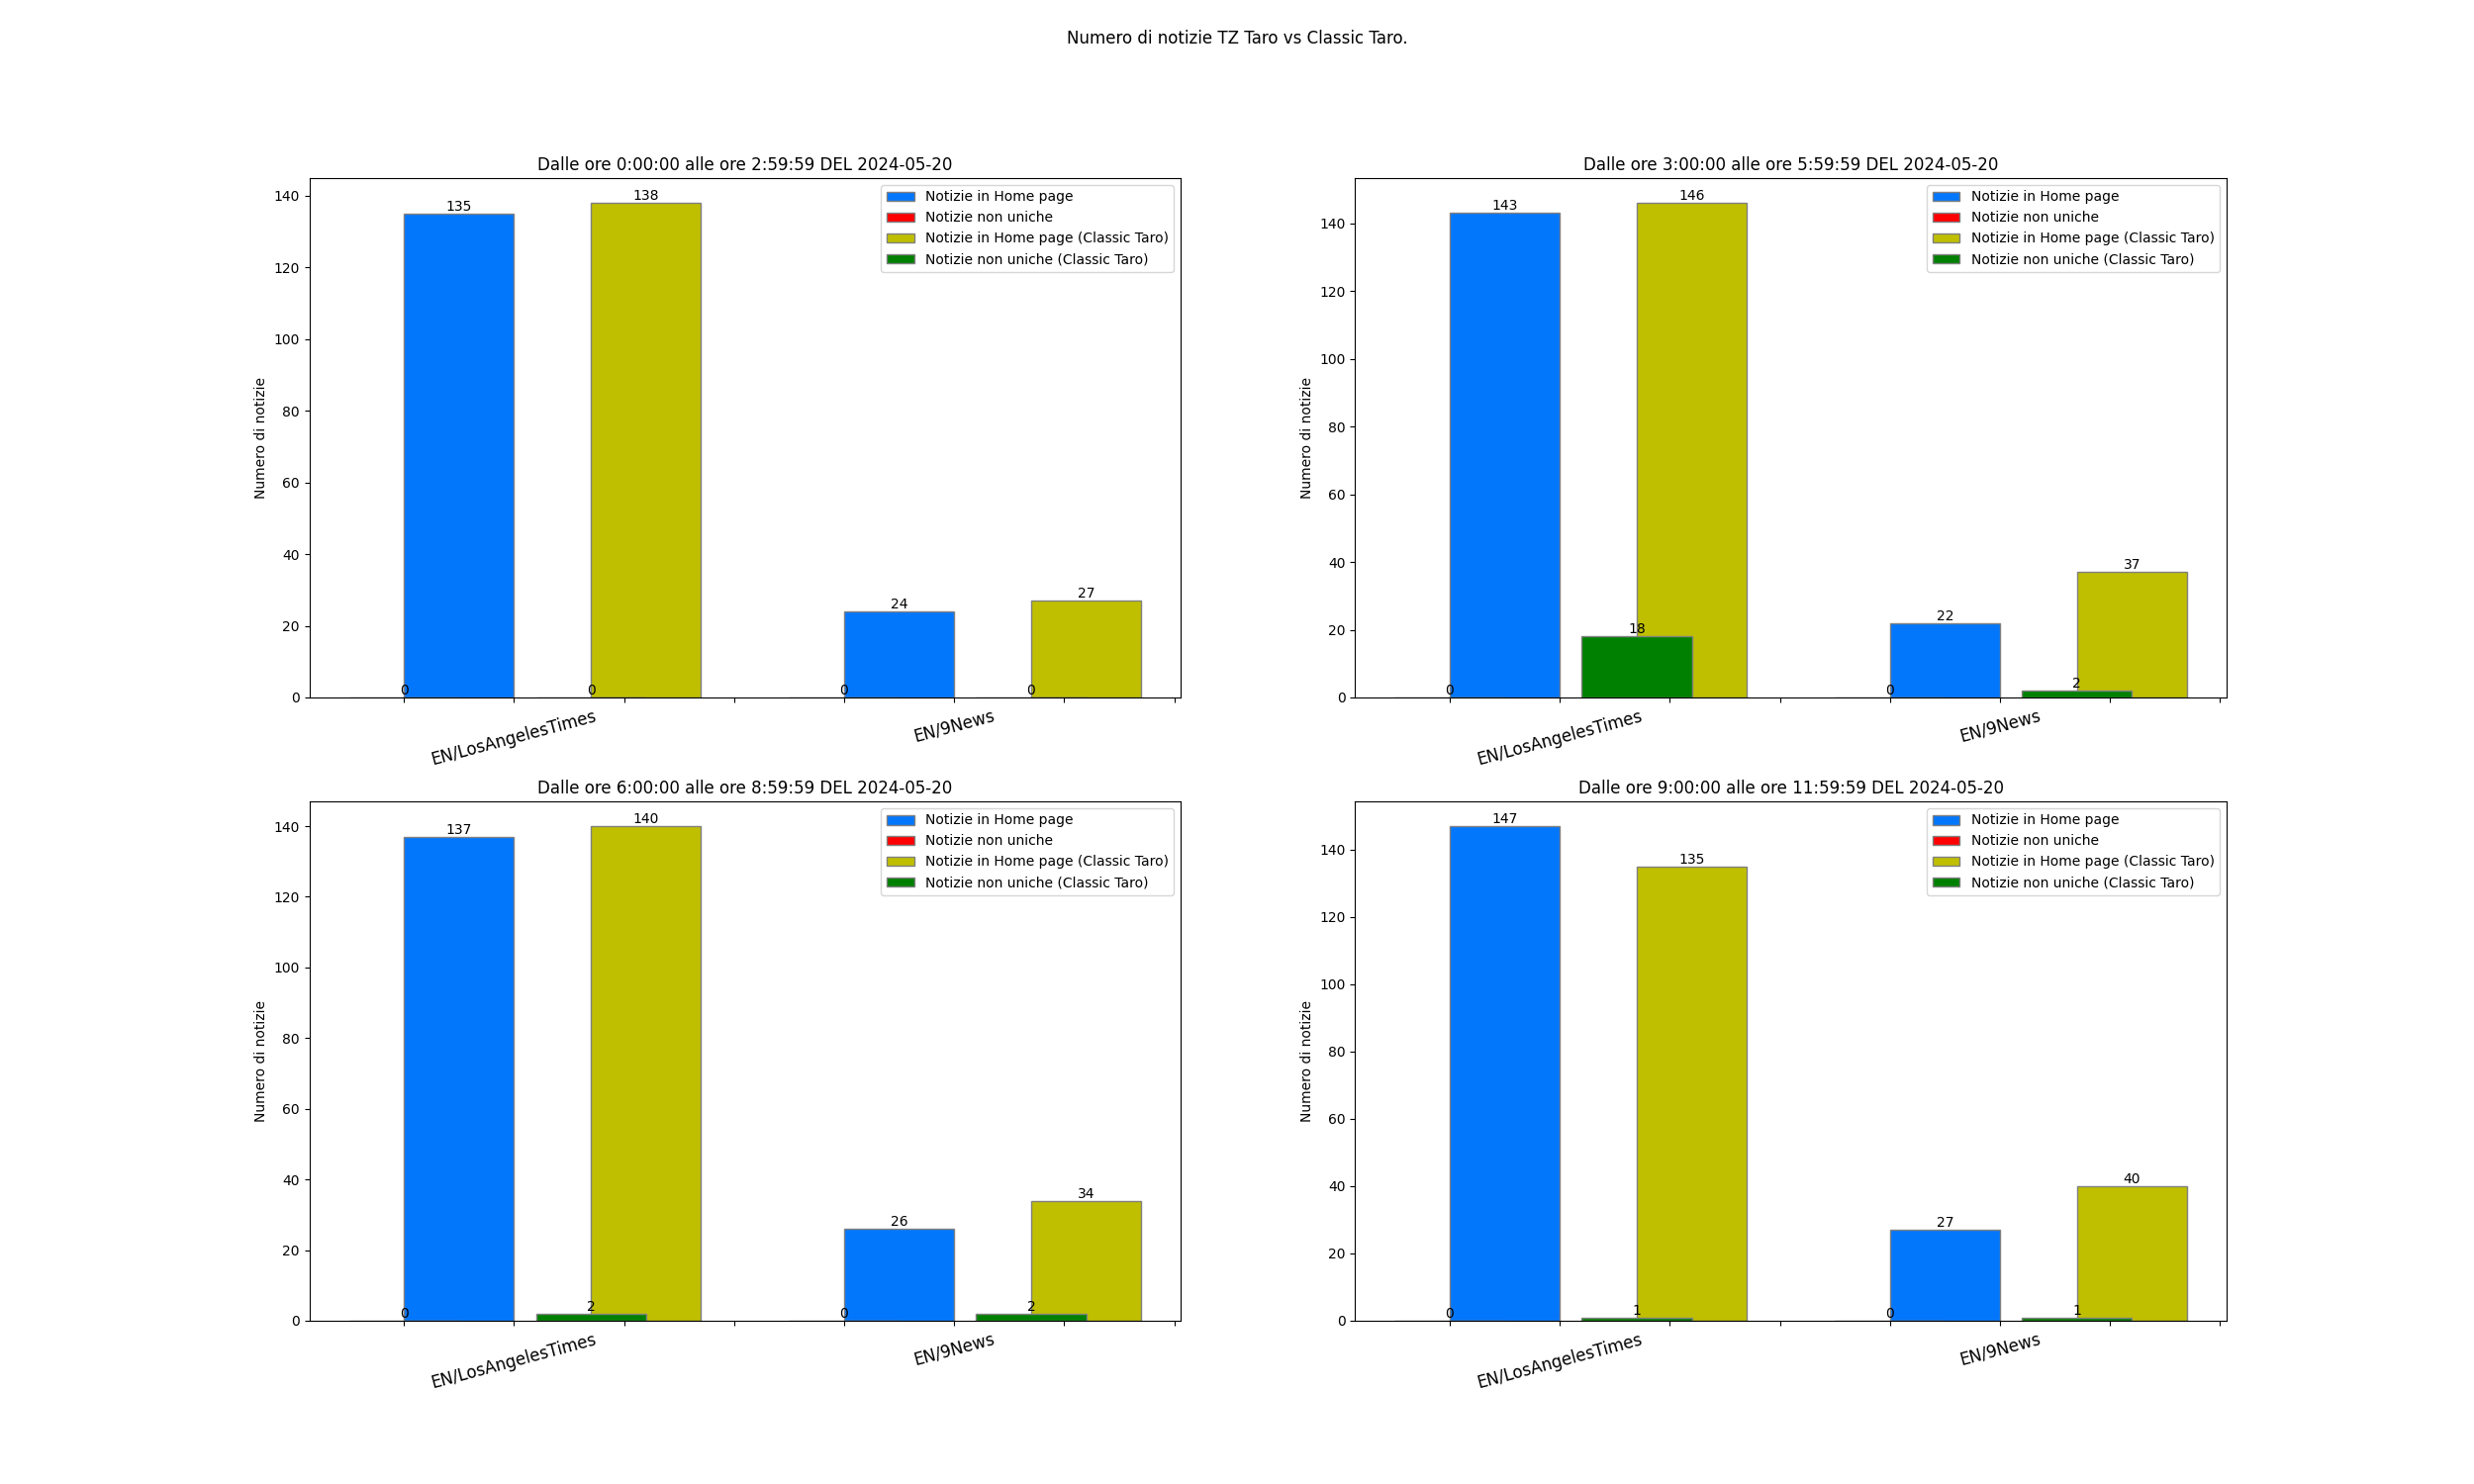 Numero di notizie TZ Taro vs Classic Taro.
Dalle ore 0:00:00 alle ore 2:59:59 DEL 2024-05-20
Numero di notizie
140
120
100
80
60
40
20
0
135
138
24
27
0
0
0
0
Notizie in Home page
Notizie non uniche
Notizie in Home page (Classic Taro)
Notizie non uniche (Classic Taro)
EN/LosAngelesTimes
EN/9News
Dalle ore 3:00:00 alle ore 5:59:59 DEL 2024-05-20
Numero di notizie
140
120
100
80
60
40
20
0
143
146
22
37
0
18
0
2
Notizie in Home page
Notizie non uniche
Notizie in Home page (Classic Taro)
Notizie non uniche (Classic Taro)
EN/LosAngelesTimes
EN/9News
Dalle ore 6:00:00 alle ore 8:59:59 DEL 2024-05-20
Numero di notizie
140
120
100
80
60
40
20
0
137
140
26
34
0
2
0
2
Notizie in Home page
Notizie non uniche
Notizie in Home page (Classic Taro)
Notizie non uniche (Classic Taro)
EN/LosAngelesTimes
EN/9News
Dalle ore 9:00:00 alle ore 11:59:59 DEL 2024-05-20
Numero di notizie
140
120
100
80
60
40
20
0
147
135
27
40
0
1
0
1
Notizie in Home page
Notizie non uniche
Notizie in Home page (Classic Taro)
Notizie non uniche (Classic Taro)
EN/LosAngelesTimes
EN/9News